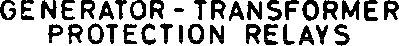 GENERATOR - TRANSFORMER
PROTECTION RELAYS